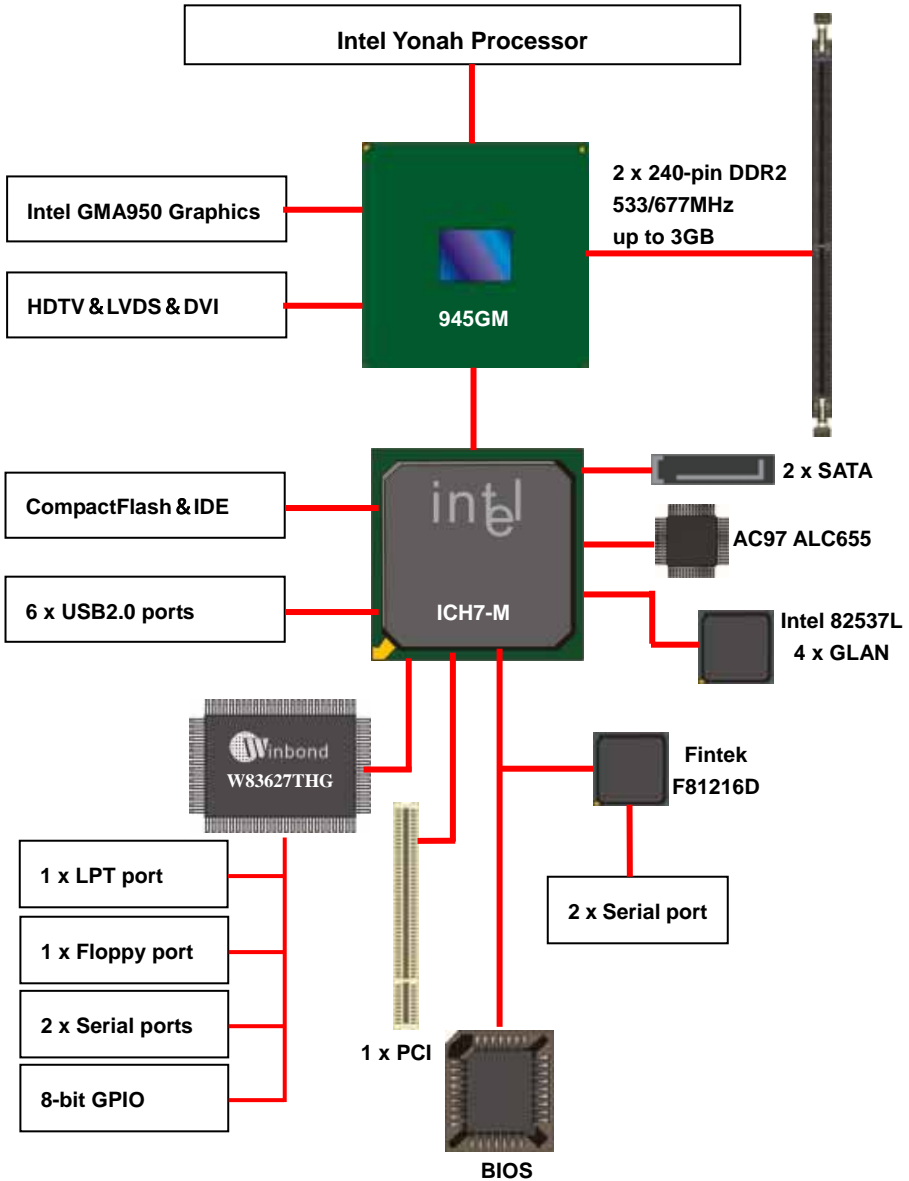 Intel Yonah Processor
2 x 240-pin DDR2
533/677MHz
up to 3GB
Intel GMA950 Graphics
HDTV & LVDS & DVI
945GM
intel
ICH7-M
2 x SATA
CompactFlash & IDE
AC97 ALC655
6 x USB2.0 ports
Intel 82537L
4 x GLAN
Winbond
W83627THG
Fintek
F81216D
1 x LPT port
2 x Serial port
1 x Floppy port
2 x Serial ports
1 x PCI
8-bit GPIO
BIOS